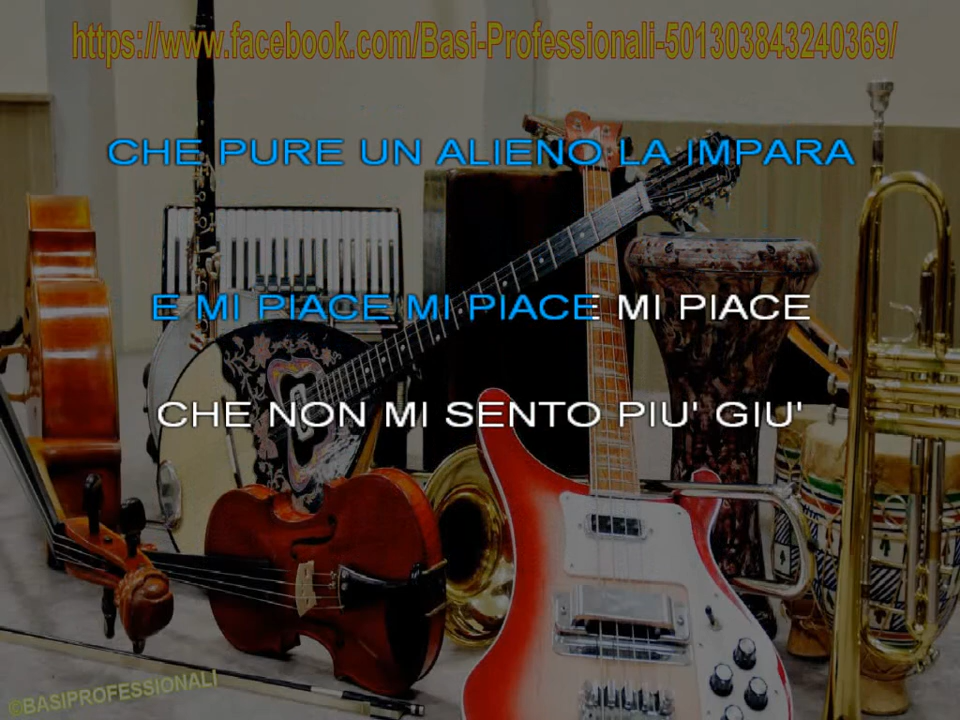 https://www.facebook.com/Basi-Professionali-501303843240369/
CHE PURE UN ALIENO LA IMPARA
E MI PIACE MI PIACE MI PIACE
CHE NON MI SENTO PIU' GIU'
©BASIPROFESSIONALI